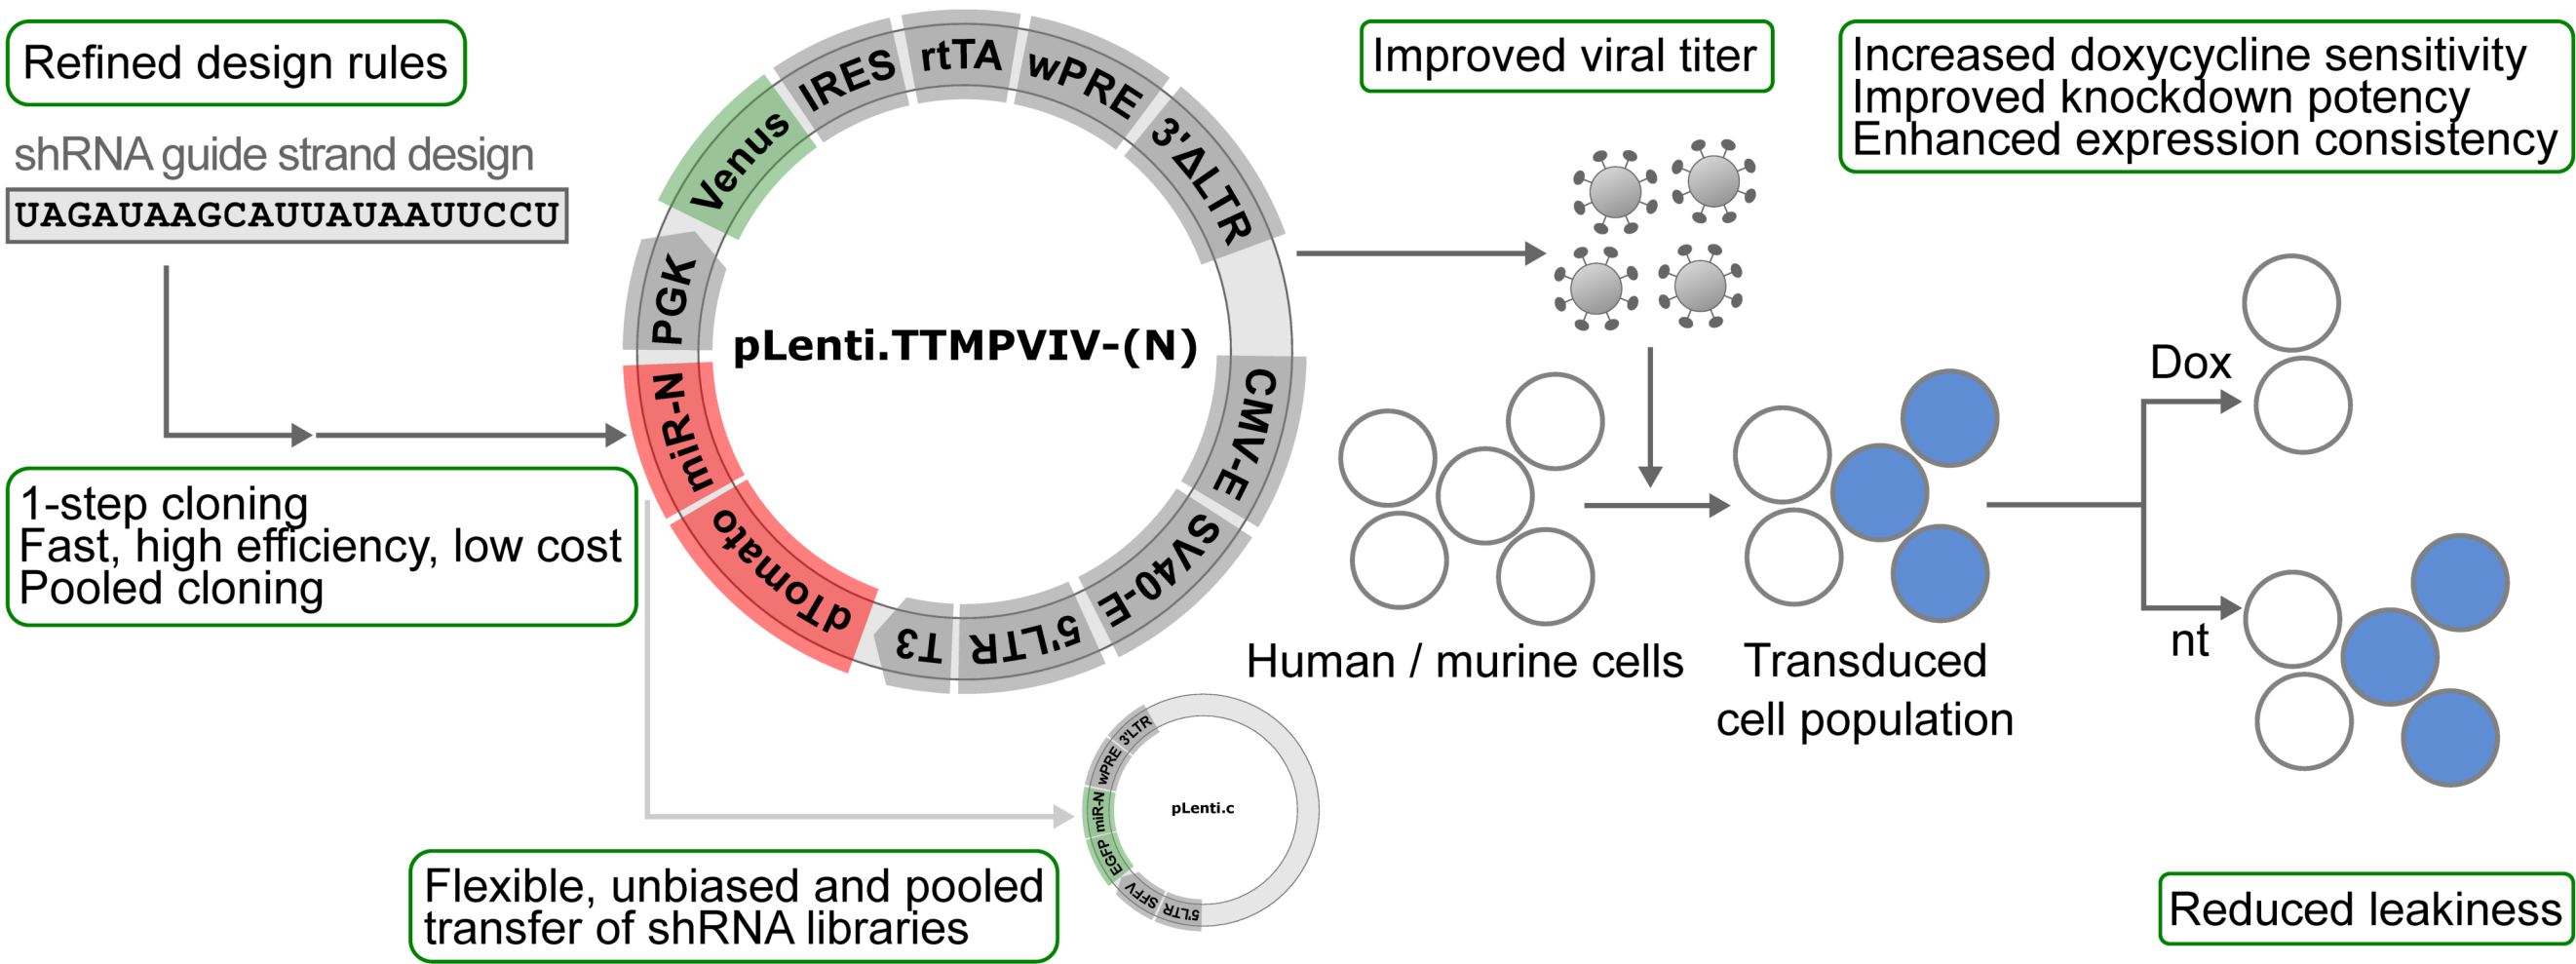 Refined design rules
shRNA guide strand design
UAGAUAAGCAUUAUAAUUCCU
1-step cloning
Fast, high efficiency, low cost
Pooled cloning
pLenti.TTMPVIV-(N)
Venus
IRES
rtTA
wPRE
3'ΔLTR
CMV-E
SV40-E
5'LTR
T3
dTomato
miR-N
PGK
Improved viral titer
Increased doxycycline sensitivity
Improved knockdown potency
Enhanced expression consistency
Human / murine cells
Transduced
cell population
Dox
nt
pLenti.c
3'LTR
wPRE
miR-N
EGFP
SFFV
5'LTR
Flexible, unbiased and pooled
transfer of shRNA libraries
Reduced leakiness